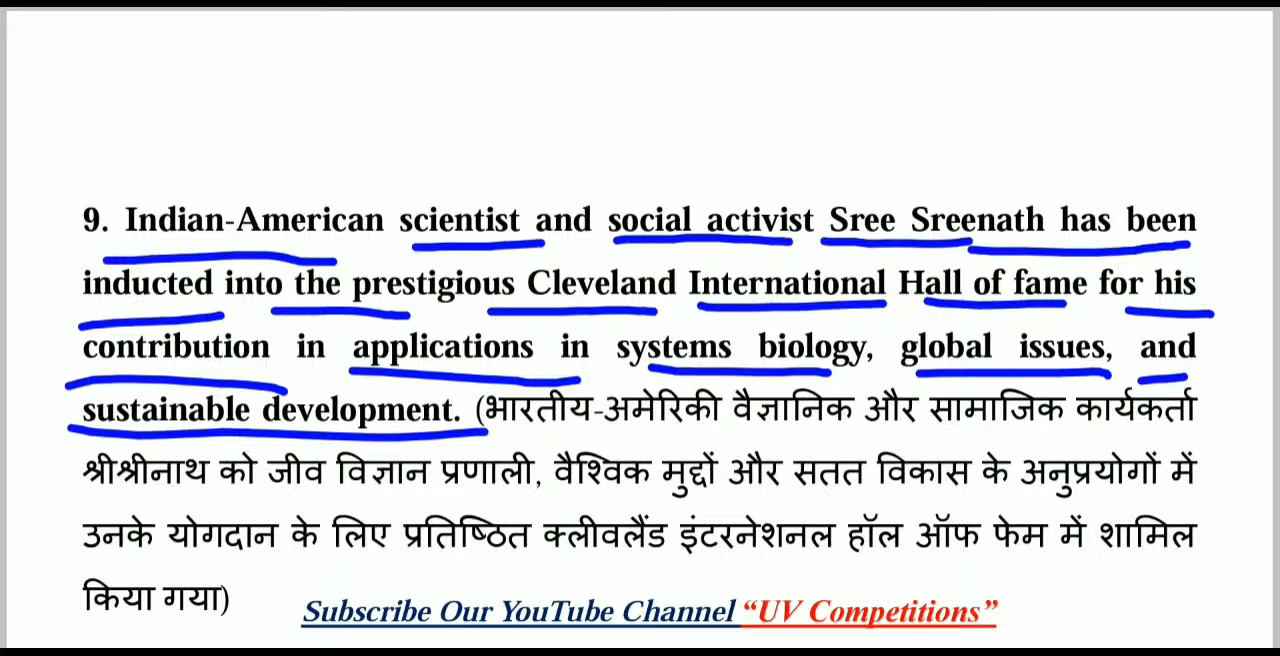 9. Indian-American scientist and social activist Sree Sreenath has been
inducted into the prestigious Cleveland International Hall of fame for his
contribution in applications in systems biology, global issues, and
sustainable development. (भारतीय-अमेरिकी वैज्ञानिक और सामाजिक कार्यकर्ता
श्रीश्रीनाथ को जीव विज्ञान प्रणाली, वैश्विक मुद्दों और सतत विकास के अनुप्रयोगों में
उनके योगदान के लिए प्रतिष्ठित क्लीवलैंड इंटरनेशनल हॉल ऑफ फेम में शामिल
किया गया)
Subscribe Our YouTube Channel “UV Competitions”